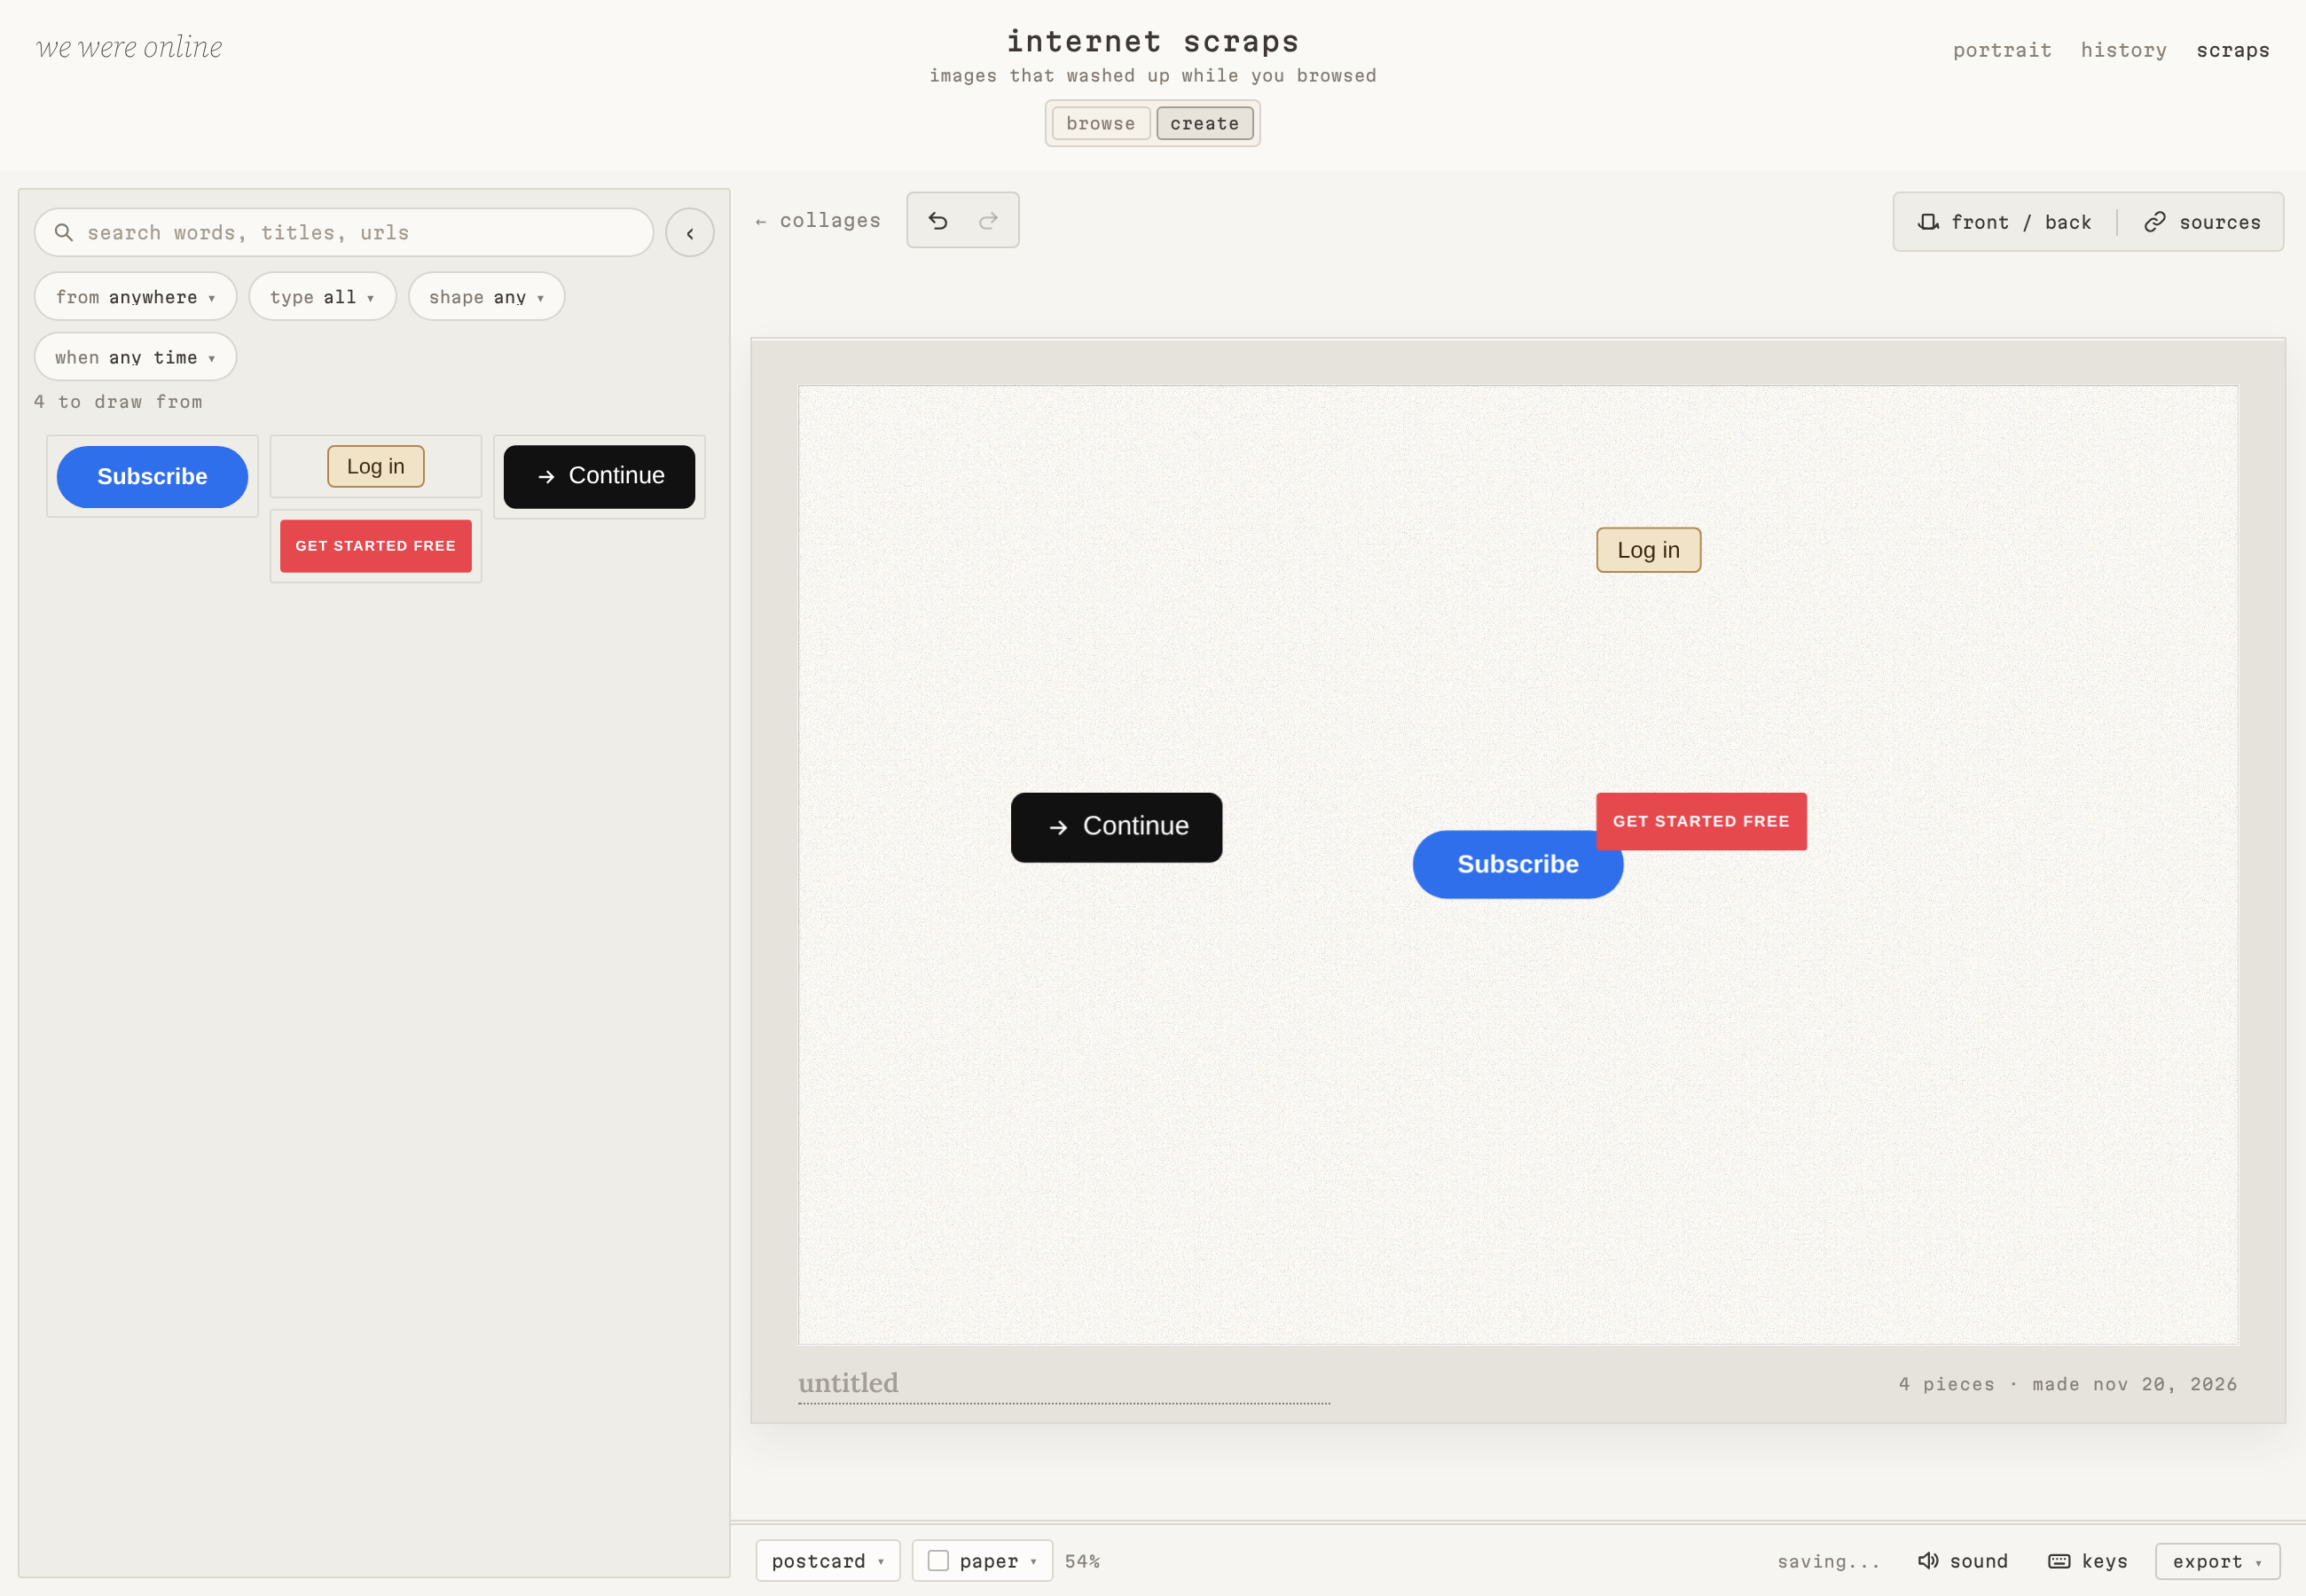 we were online
internet scraps
images that washed up while you browsed
browse create
portrait history scraps
search words, titles, urls
from anywhere
type all
shape any
when any time
4 to draw from
Subscribe
Log in
→ Continue
GET STARTED FREE
← collages
front / back
sources
Log in
→ Continue
GET STARTED FREE
Subscribe
untitled
4 pieces · made nov 20, 2026
postcard
paper
54%
saving...
sound
keys
export